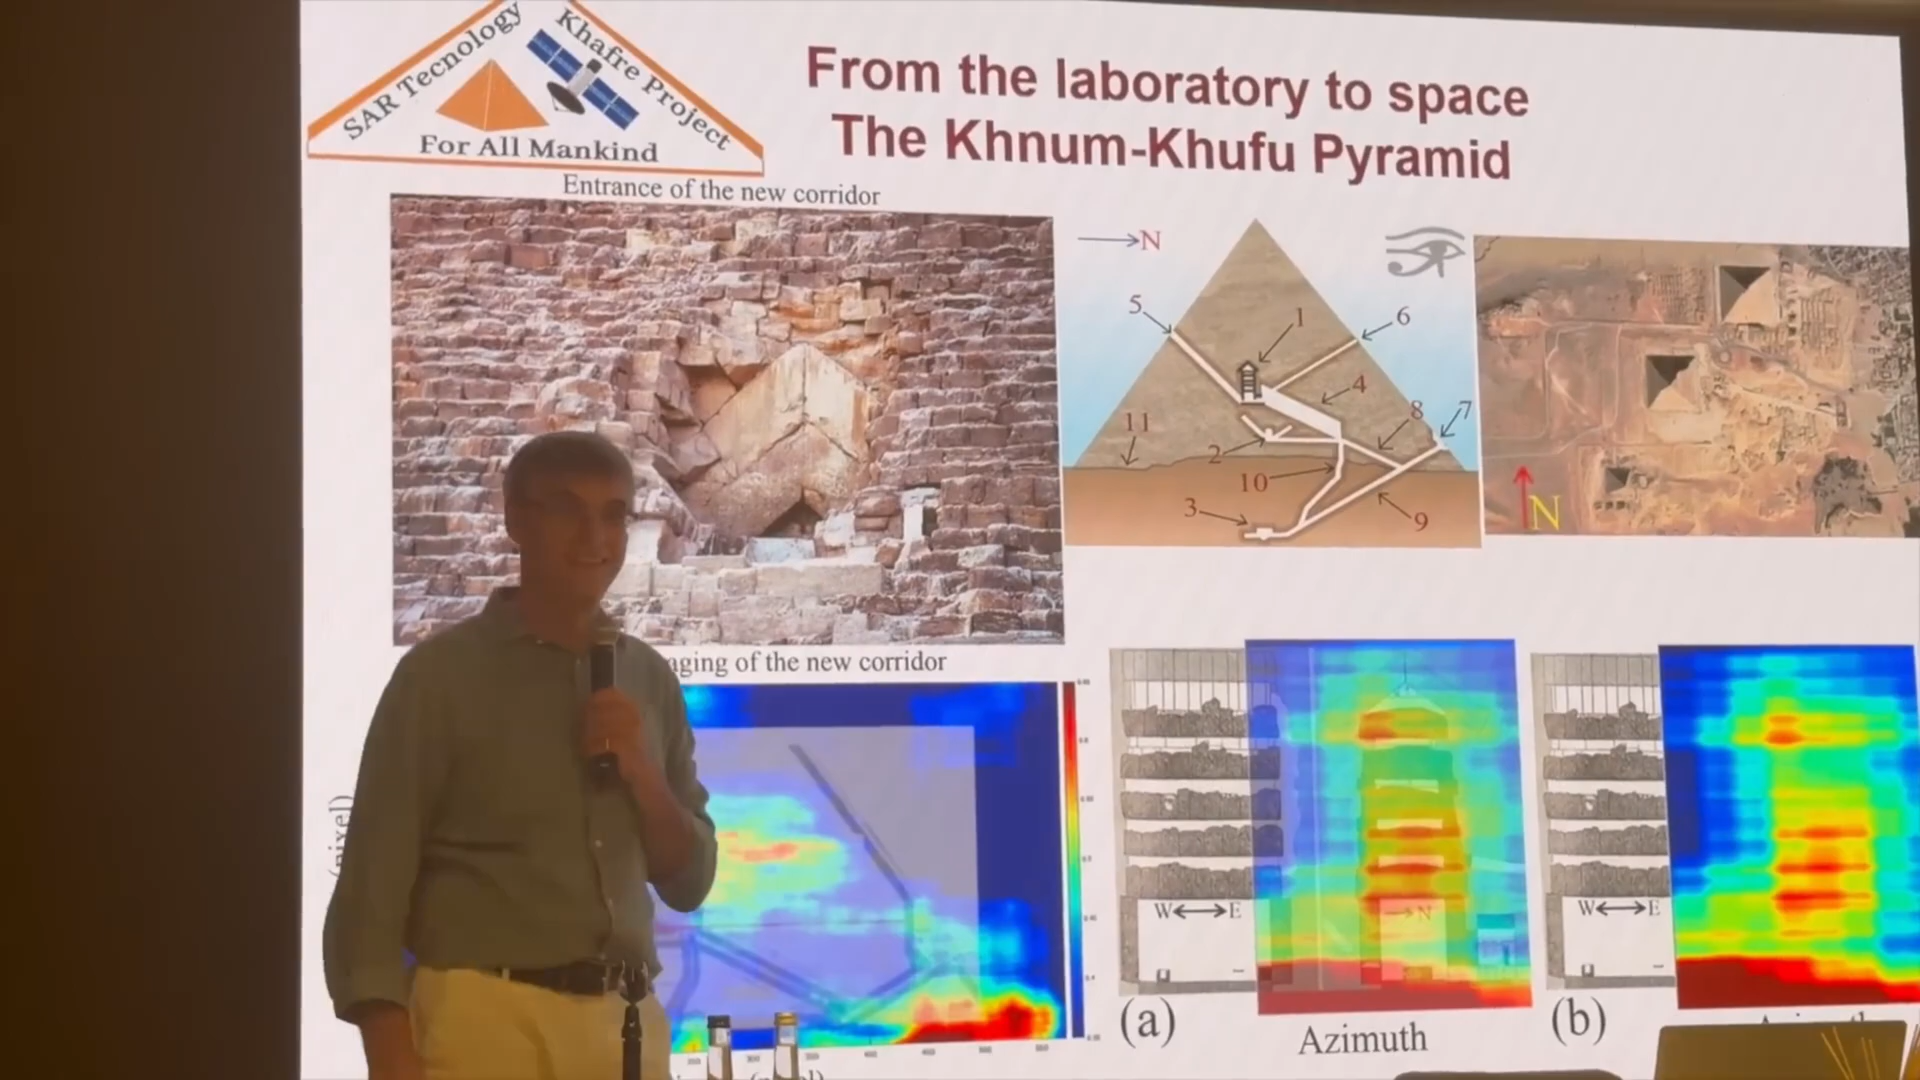 SAR Tecnology
Khafre Project
For All Mankind
From the laboratory to space
The Khnum-Khufu Pyramid
Entrance of the new corridor
N
5
1
6
4
11
8
7
2
10
3
9
N
aging of the new corridor
(pixel)
W
E
N
W
E
(a)
Azimuth
(b)